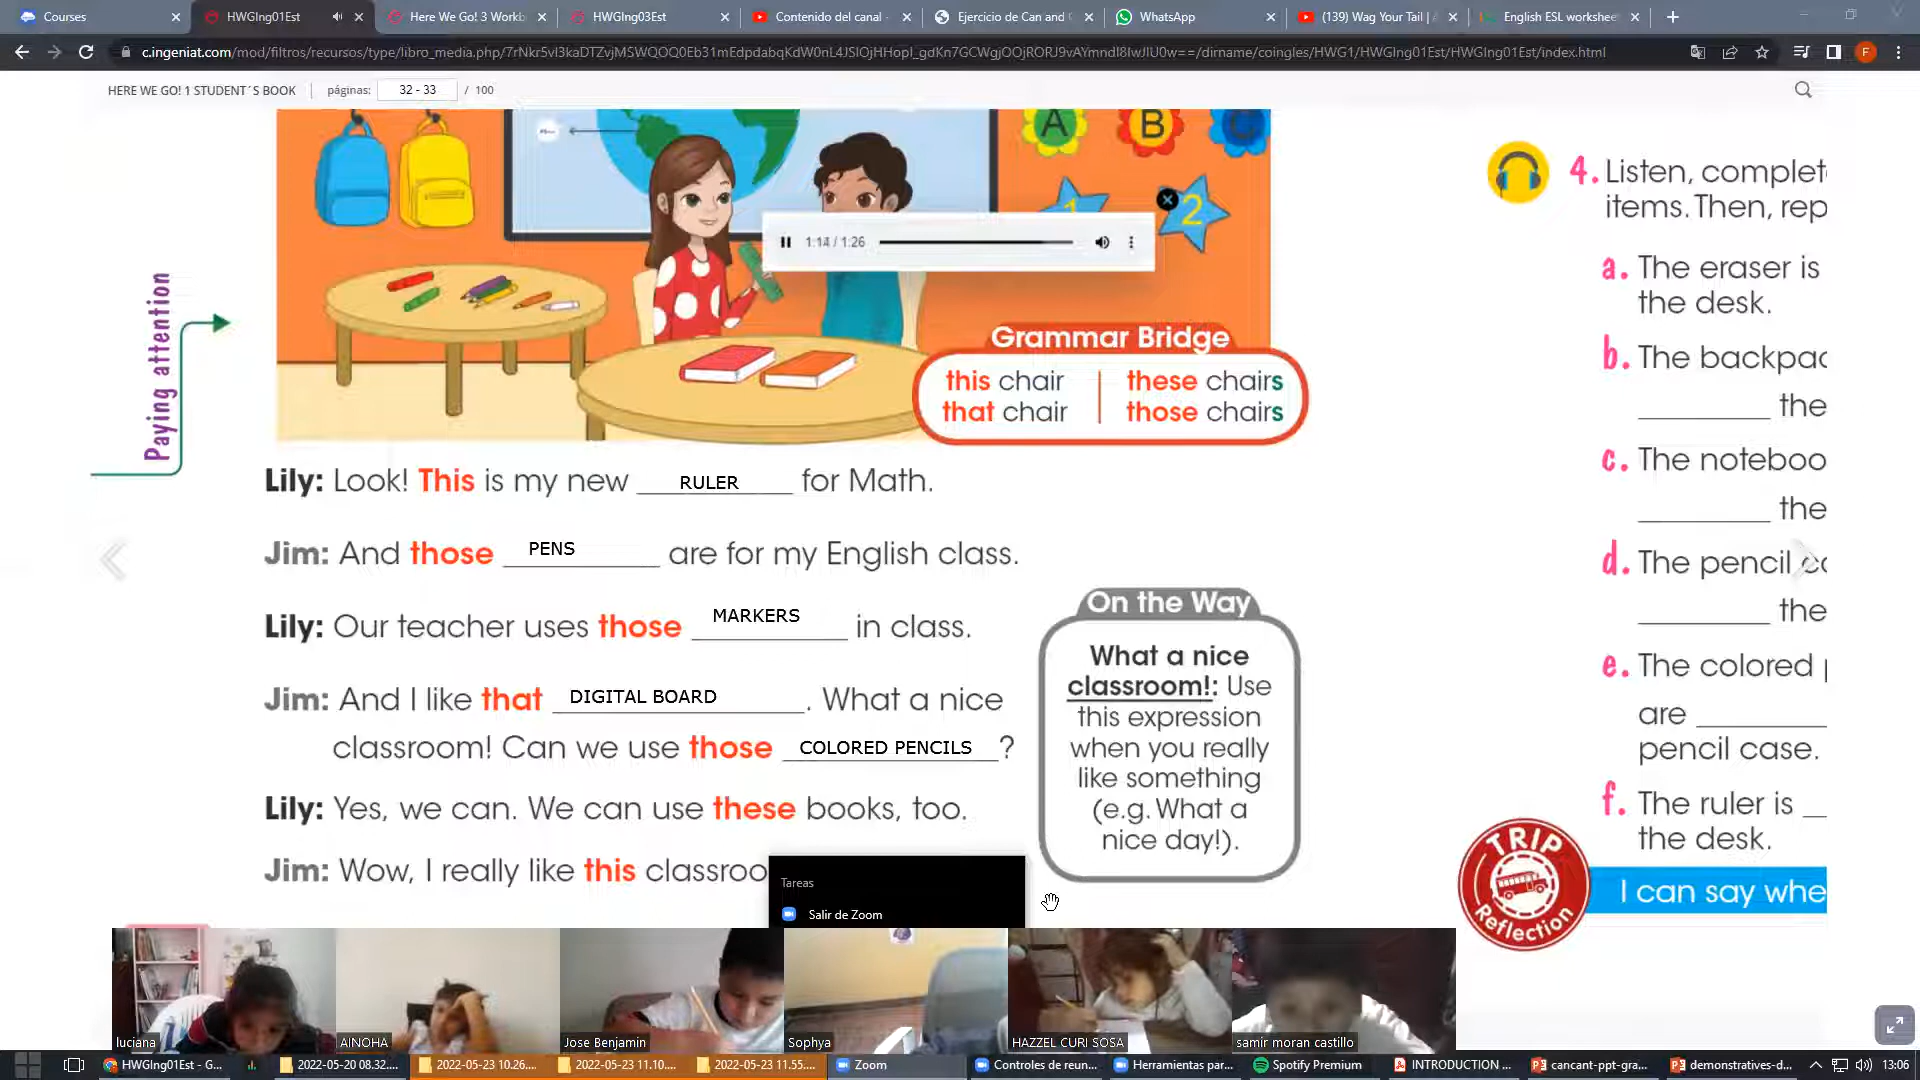 Courses
HWGIng01Est
Here We Go! 3 Workb
HWGIng03Est
Contenido del canal -
Ejercicio de Can and
WhatsApp
(139) Wag Your Tail |
English ESL workshee
HERE WE GO! 1 STUDENT´S BOOK
páginas:
32 - 33
/ 100
A B C
1 2
1:14 / 1:26
Paying attention
Grammar Bridge
this chair these chairs
that chair those chairs
Lily: Look! This is my new RULER for Math.
Jim: And those PENS are for my English class.
Lily: Our teacher uses those MARKERS in class.
Jim: And I like that DIGITAL BOARD. What a nice
classroom! Can we use those COLORED PENCILS?
Lily: Yes, we can. We can use these books, too.
Jim: Wow, I really like this classroo
On the Way
What a nice
classroom!: Use
this expression
when you really
like something
(e.g. What a
nice day!).
4. Listen, complet
items. Then, rep
a. The eraser is
the desk.
b. The backpac
the
c. The noteboo
the
d. The pencil
the
e. The colored p
are
pencil case.
f. The ruler is
the desk.
TRIP
Reflection
I can say whe
Tareas
Salir de Zoom
luciana
AINOHA
Jose Benjamin
Sophya
HAZZEL CURI SOSA
samir moran castillo
HWGIng01Est - G...
2022-05-20 08.32....
2022-05-23 10.26....
2022-05-23 11.10....
2022-05-23 11.55....
Zoom
Controles de reun...
Herramientas par...
Spotify Premium
INTRODUCTION ...
cancant-ppt-gra...
demonstratives-d...
13:06